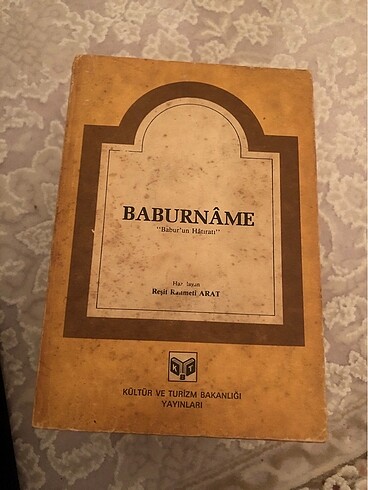 BABURNÂME
"Babur'un Hâtıratı"
Hazırlayan
Reşit Rahmeti ARAT
K T
KÜLTÜR VE TURİZM BAKANLIĞI
YAYINLARI